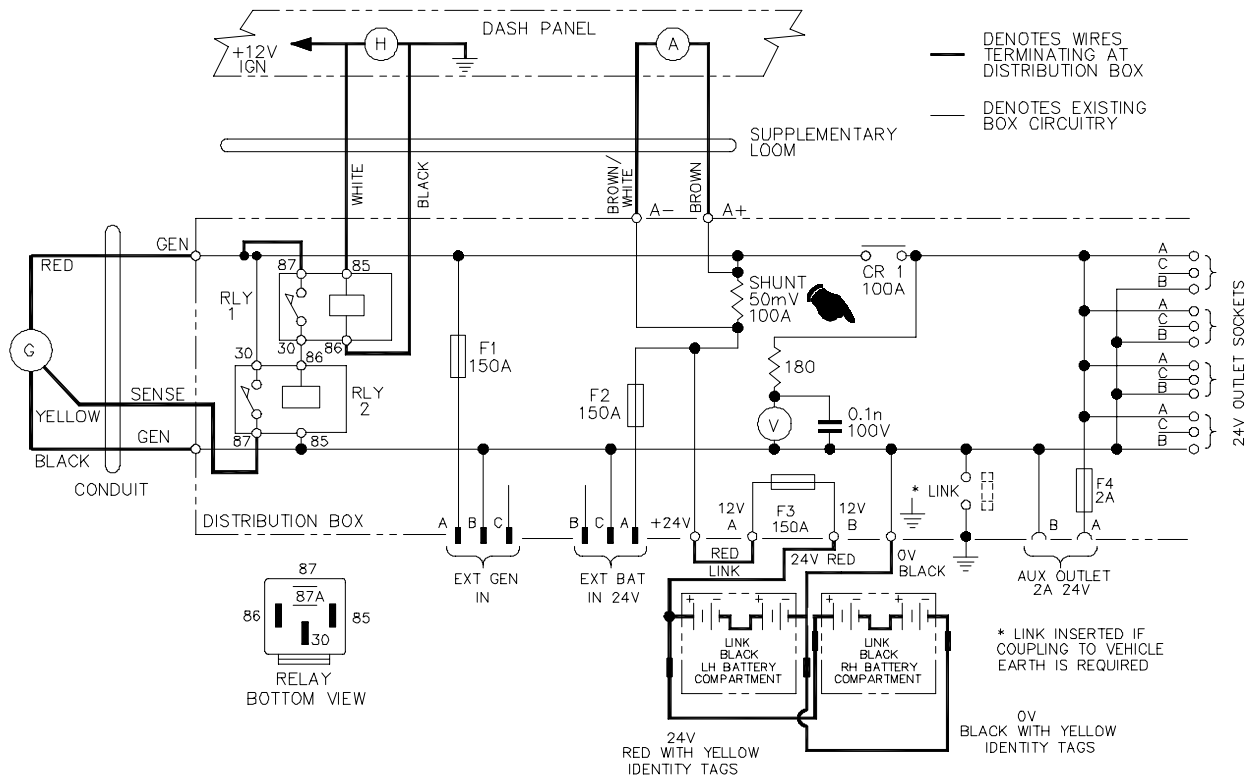 DASH PANEL
+12V
IGN
H
A
DENOTES WIRES
TERMINATING AT
DISTRIBUTION BOX
DENOTES EXISTING
BOX CIRCUITRY
SUPPLEMENTARY
LOOM
WHITE
BLACK
BROWN/
WHITE
BROWN
A-
A+
GEN
RED
87
85
RLY
1
30
86
SHUNT
50mV
100A
CR 1
100A
A
C
B
A
C
B
A
C
B
A
C
B
24V OUTLET SOCKETS
G
F1
150A
30
86
RLY
2
87
85
SENSE
YELLOW
GEN
BLACK
CONDUIT
F2
150A
180
V
0.1n
100V
DISTRIBUTION BOX
A
B
C
EXT GEN
IN
B
C
A
EXT BAT
IN 24V
+24V
12V
A
F3
150A
12V
B
* LINK
F4
2A
B
A
AUX OUTLET
2A 24V
RED
LINK
24V RED
0V
BLACK
87
87A
86
85
30
RELAY
BOTTOM VIEW
+ - + -
LINK
BLACK
LH BATTERY
COMPARTMENT
+ - + -
LINK
BLACK
RH BATTERY
COMPARTMENT
* LINK INSERTED IF
COUPLING TO VEHICLE
EARTH IS REQUIRED
24V
RED WITH YELLOW
IDENTITY TAGS
0V
BLACK WITH YELLOW
IDENTITY TAGS